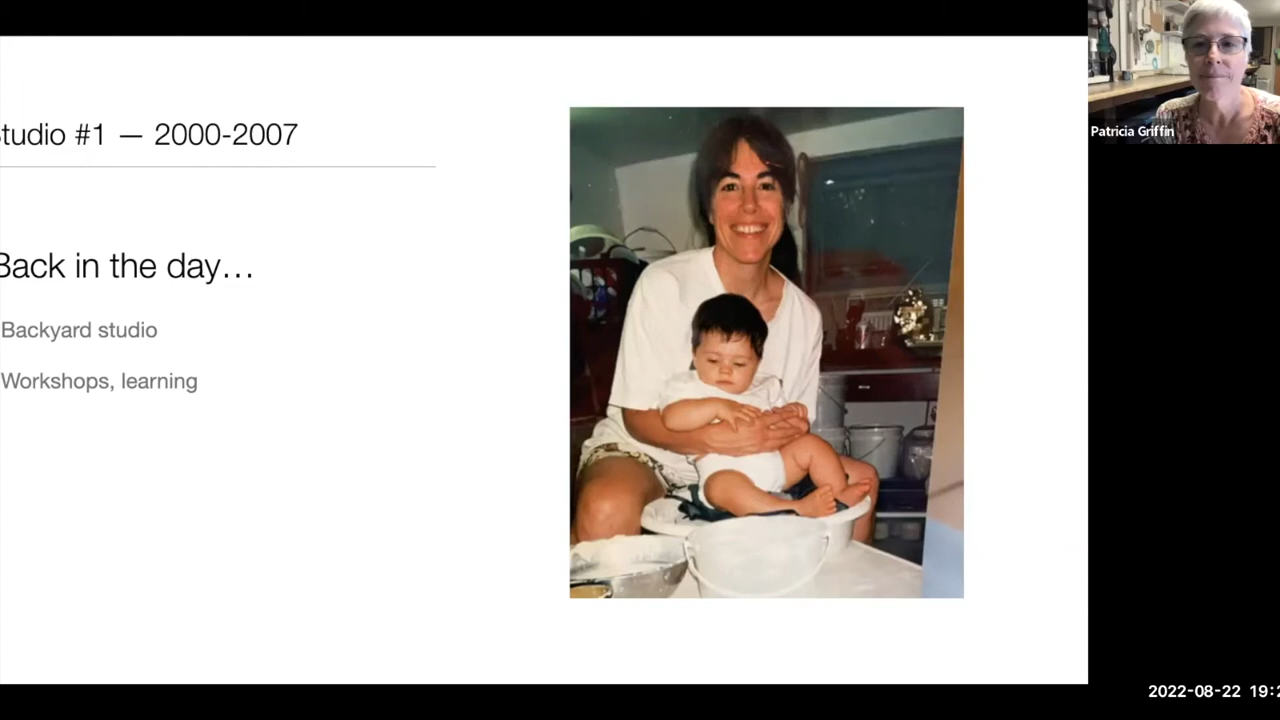 tudio #1 — 2000-2007
Back in the day…
Backyard studio
Workshops, learning
Patricia Griffin
2022-08-22 19:2